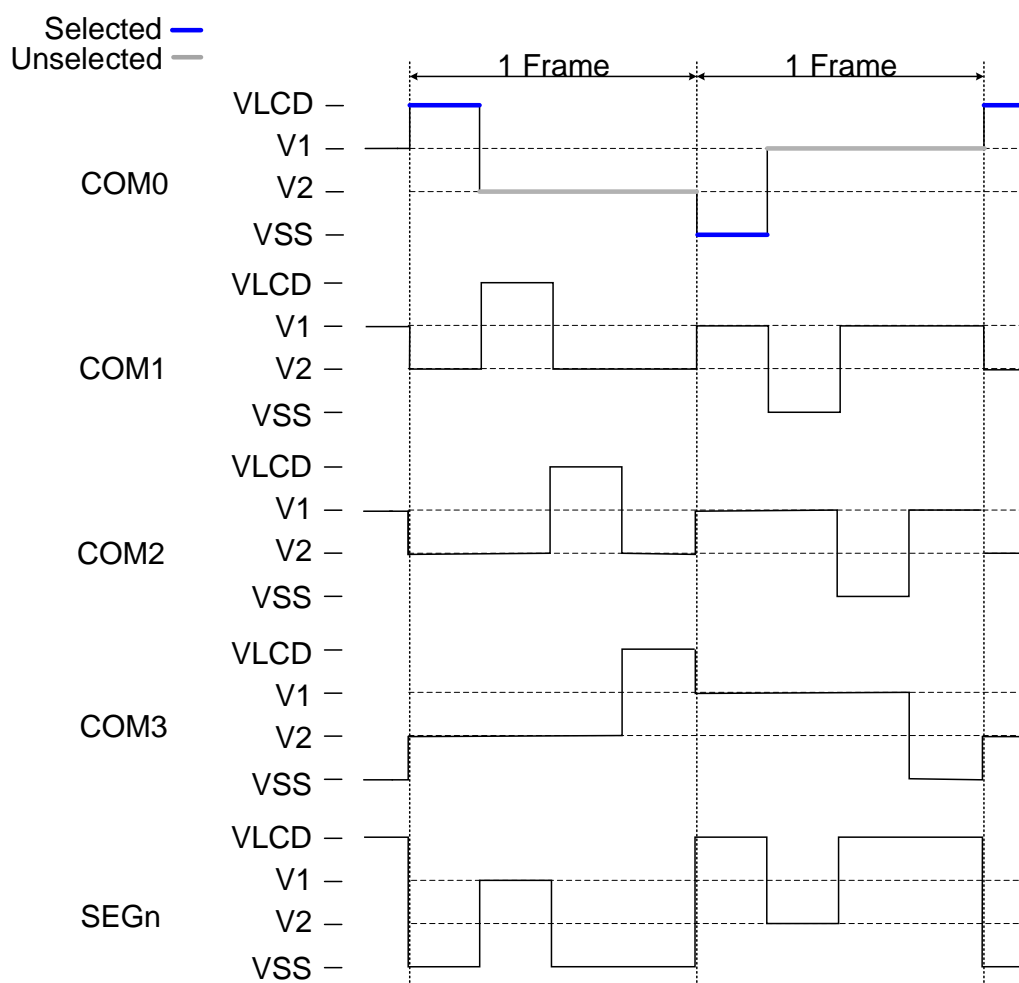 Selected
Unselected
1 Frame 1 Frame
VLCD
V1
COM0
V2
VSS
VLCD
V1
COM1
V2
VSS
VLCD
V1
COM2
V2
VSS
VLCD
V1
COM3
V2
VSS
VLCD
V1
SEGn
V2
VSS